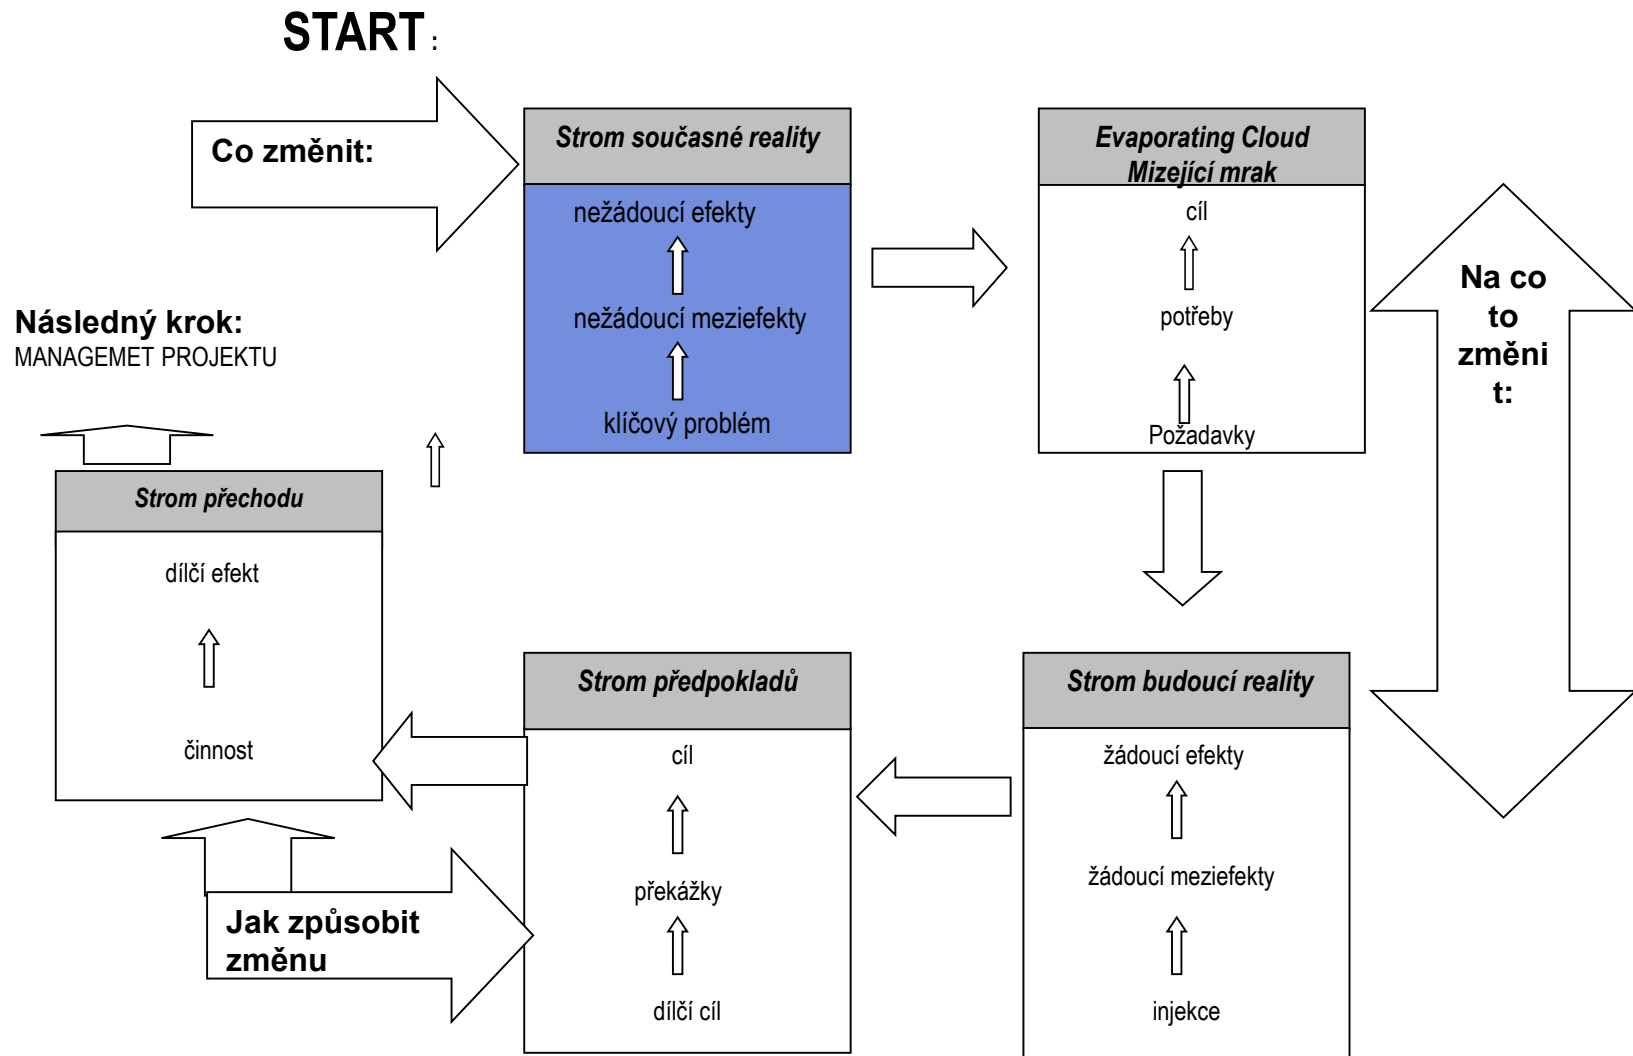 START :
Co změnit:
Strom současné reality
nežádoucí efekty
nežádoucí meziefekty
klíčový problém
Evaporating Cloud
Mizející mrak
cíl
potřeby
Požadavky
Na co
to
změni
t:
Následný krok:
MANAGEMET PROJEKTU
Strom přechodu
dílčí efekt
činnost
Strom předpokladů
cíl
překážky
dílčí cíl
Strom budoucí reality
žádoucí efekty
žádoucí meziefekty
injekce
Jak způsobit
změnu